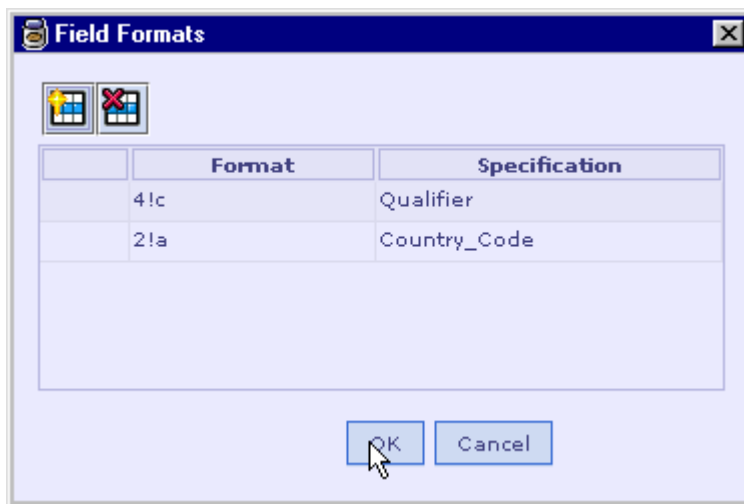 Field Formats
Format Specification
4!c Qualifier
2!a Country_Code
OK Cancel